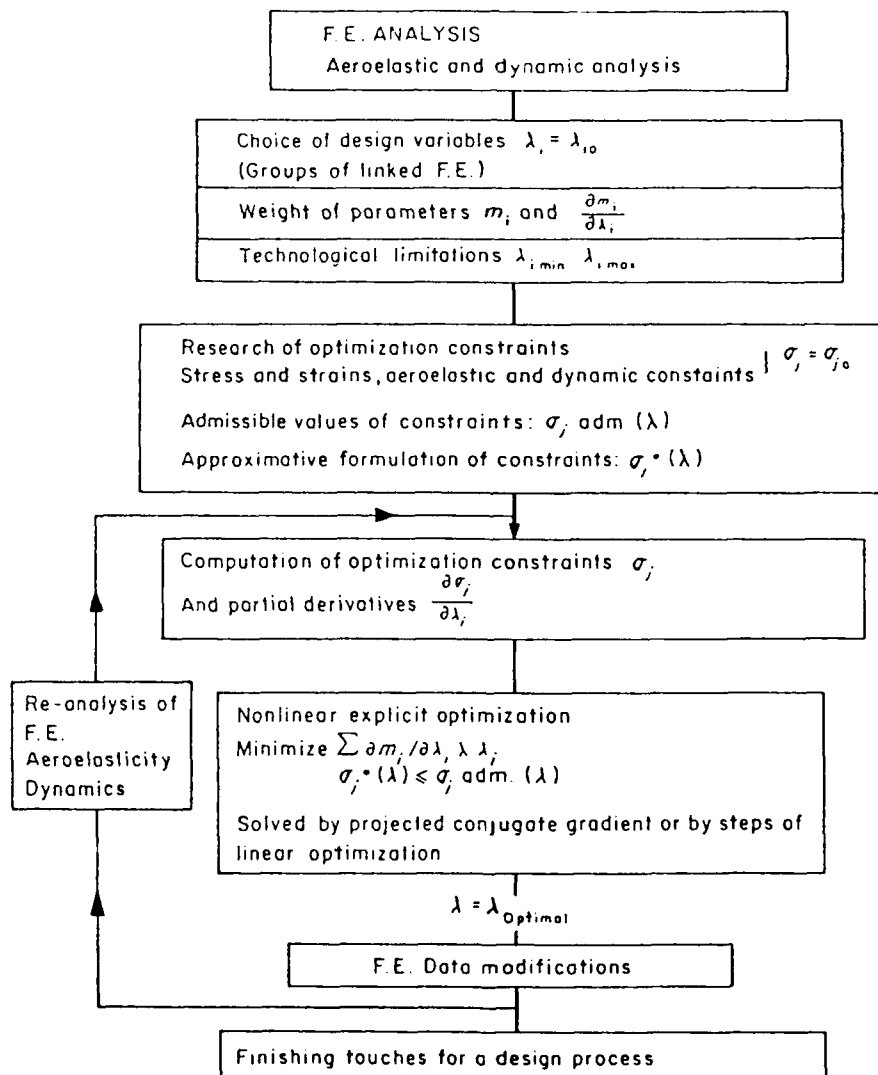 F.E. ANALYSIS
Aeroelastic and dynamic analysis
Choice of design variables λᵢ = λᵢ₀
(Groups of linked F.E.)
Weight of parameters mᵢ and ∂mᵢ/∂λᵢ
Technological limitations λᵢ min λᵢ max
Research of optimization constraints
Stress and strains, aeroelastic and dynamic constaints } σⱼ = σⱼ₀
Admissible values of constraints: σⱼ adm (λ)
Approximative formulation of constraints: σⱼ* (λ)
Computation of optimization constraints σⱼ
And partial derivatives ∂σⱼ/∂λᵢ
Re-analysis of
F.E.
Aeroelasticity
Dynamics
Nonlinear explicit optimization
Minimize ∑ ∂mᵢ/∂λᵢ λ λᵢ
σⱼ* (λ) ≤ σⱼ adm. (λ)
Solved by projected conjugate gradient or by steps of
linear optimization
λ = λOptimal
F.E. Data modifications
Finishing touches for a design process